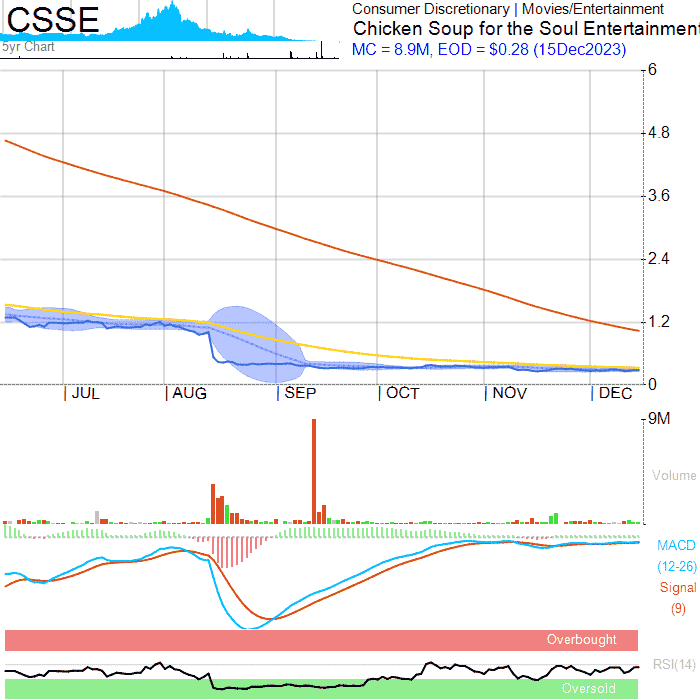 CSSE
5yr Chart
Consumer Discretionary | Movies/Entertainment
Chicken Soup for the Soul Entertainment
MC = 8.9M, EOD = $0.28 (15Dec2023)
6
4.8
3.6
2.4
1.2
0
JUL AUG SEP OCT NOV DEC
9M
Volume
MACD
(12-26)
Signal
(9)
Overbought
RSI(14)
Oversold